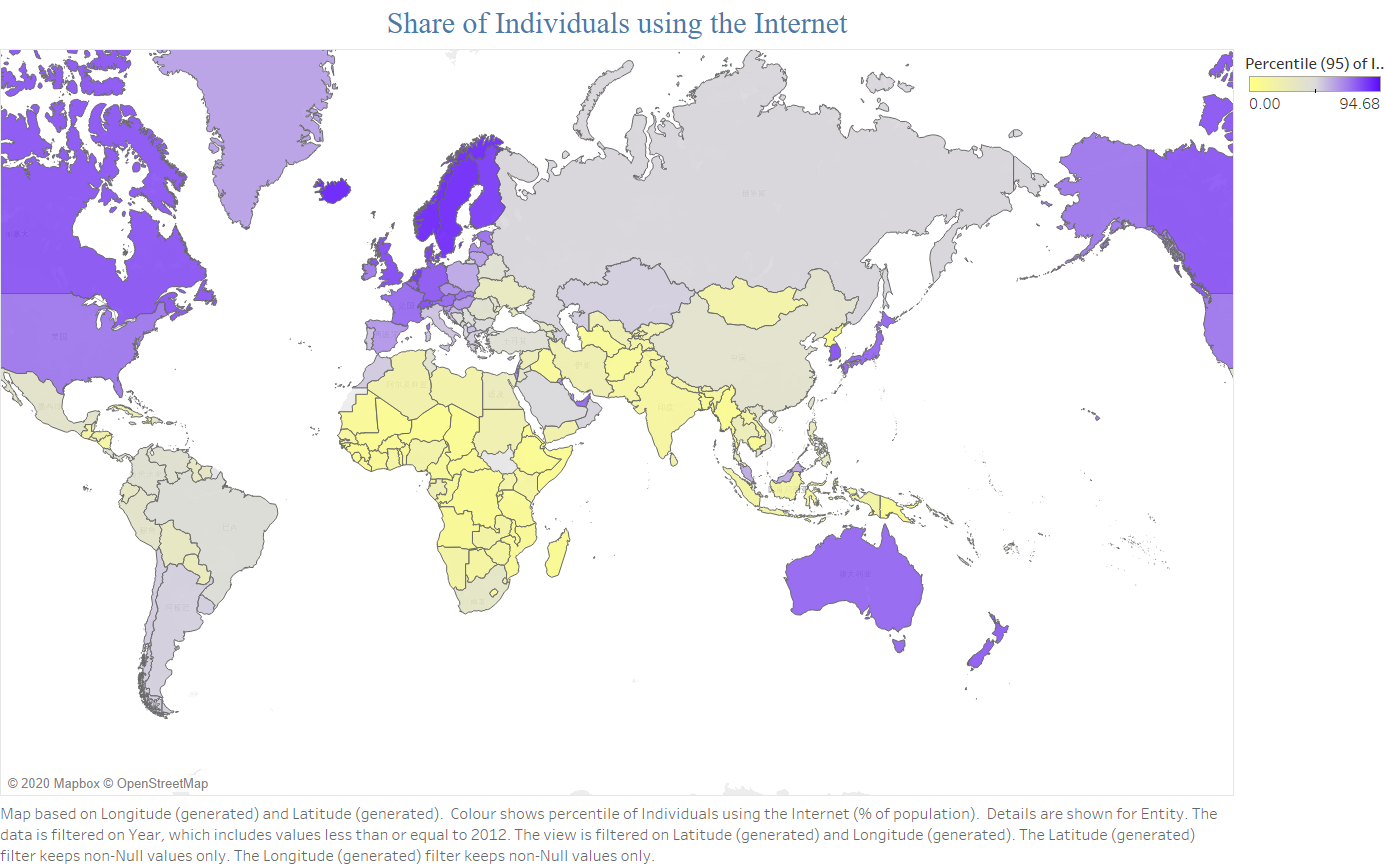 Share of Individuals using the Internet
Percentile (95) of I..
0.00
94.68
© 2020 Mapbox © OpenStreetMap
Map based on Longitude (generated) and Latitude (generated).  Colour shows percentile of Individuals using the Internet (% of population).  Details are shown for Entity. The
data is filtered on Year, which includes values less than or equal to 2012. The view is filtered on Latitude (generated) and Longitude (generated). The Latitude (generated)
filter keeps non-Null values only. The Longitude (generated) filter keeps non-Null values only.